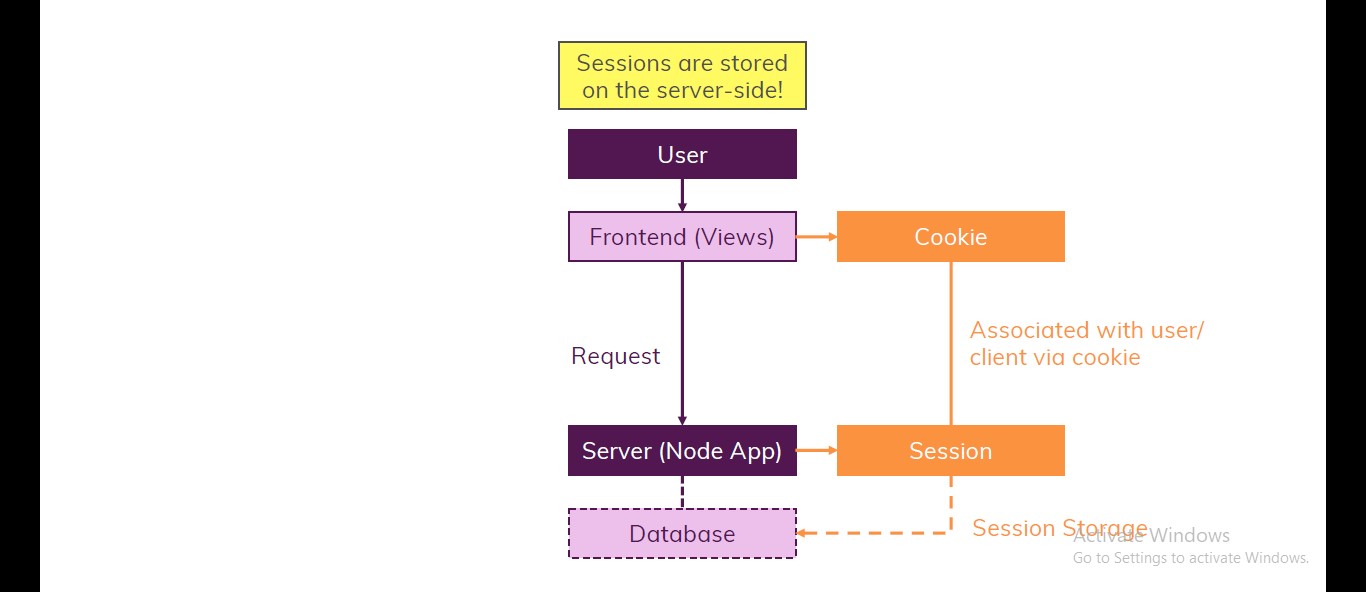 Sessions are stored
on the server-side!
User
Frontend (Views)
Cookie
Associated with user/
client via cookie
Request
Server (Node App)
Session
Database
Session Storage
Activate Windows
Go to Settings to activate Windows.